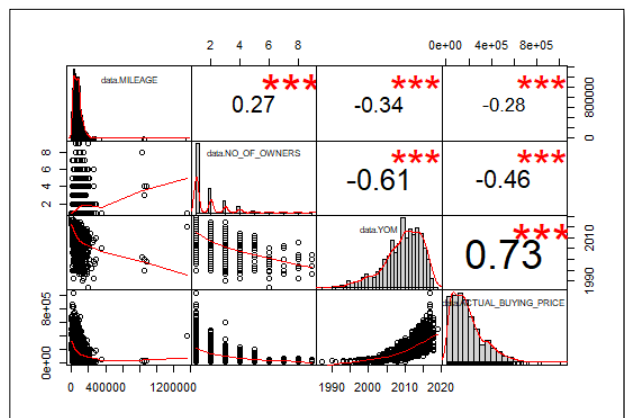 2 4 6 8 0e+00 4e+05 8e+05
data.MILEAGE
*** *** ***
0.27 -0.34 -0.28
0 800000
data.NO_OF_OWNERS
*** ***
-0.61 -0.46
2 4 6 8
data.YOM
***
0.73
1990 2010
data.ACTUAL_BUYING_PRICE
0e+00 8e+05
0 400000 1200000 1990 2000 2010 2020